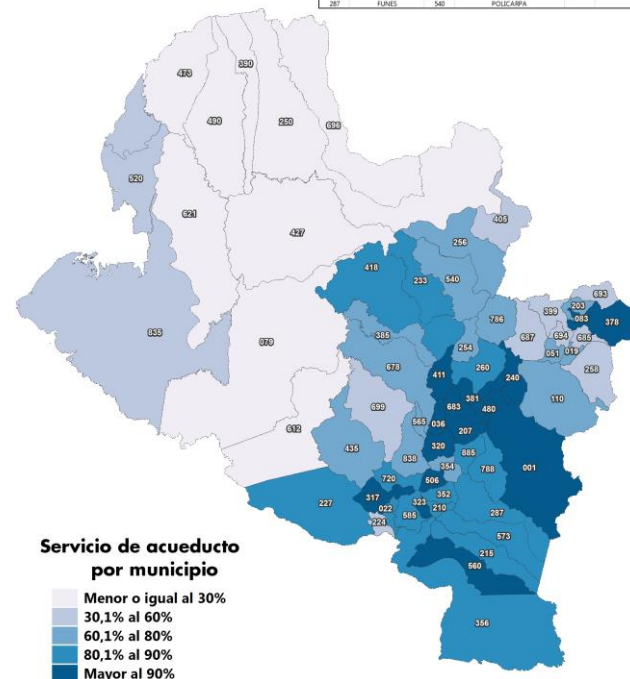 287 FUNES 540 POLICARPA
390
473
490 250 696
520
621
405
427
256
418
233 540
693
203
399 083 378
835
786
079
687 694 685
385 254 051 019
678 260 258
411 240
110
381
699 683 480
565 036
207
612
320
435
838 885
354 001
720 506 788
227
317 352
323
022 210 287
585
224
573
215
560
356
Servicio de acueducto
por municipio
Menor o igual al 30%
30,1% al 60%
60,1% al 80%
80,1% al 90%
Mayor al 90%